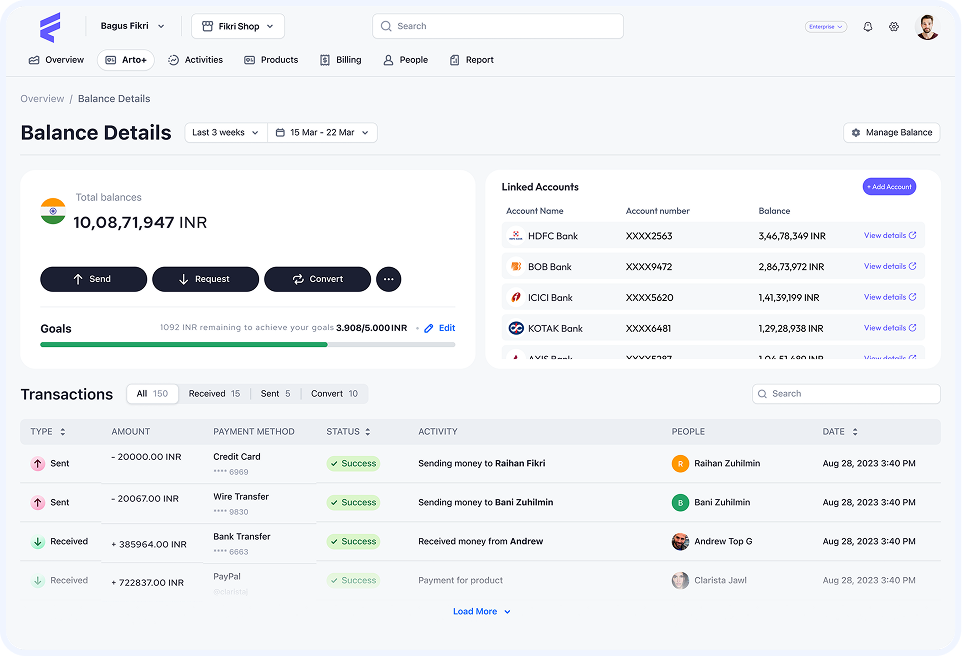 Bagus Fikri
Fikri Shop
Search
Enterprise
Overview
Arto+
Activities
Products
Billing
People
Report
Overview / Balance Details
Balance Details
Last 3 weeks
15 Mar - 22 Mar
Manage Balance
Total balances
10,08,71,947 INR
Send
Request
Convert
Goals
1092 INR remaining to achieve your goals 3.908/5.000 INR
Edit
Linked Accounts
+ Add Account
Account Name Account number Balance
HDFC Bank XXXX2563 3,46,78,349 INR View details
BOB Bank XXXX9472 2,86,73,972 INR View details
ICICI Bank XXXX5620 1,41,39,199 INR View details
KOTAK Bank XXXX6481 1,29,28,938 INR View details
AXIS Bank XXXX5287 1,04,51,489 INR View details
Transactions
All 150
Received 15
Sent 5
Convert 10
Search
TYPE AMOUNT PAYMENT METHOD STATUS ACTIVITY PEOPLE DATE
Sent - 20000.00 INR Credit Card Success Sending money to Raihan Fikri R Raihan Zuhilmin Aug 28, 2023 3:40 PM
**** 6969
Sent - 20067.00 INR Wire Transfer Success Sending money to Bani Zuhilmin B Bani Zuhilmin Aug 28, 2023 3:40 PM
**** 9830
Received + 385964.00 INR Bank Transfer Success Received money from Andrew Andrew Top G Aug 28, 2023 3:40 PM
**** 6663
Received + 722837.00 INR PayPal Success Payment for product Clarista Jawl Aug 28, 2023 3:40 PM
Load More